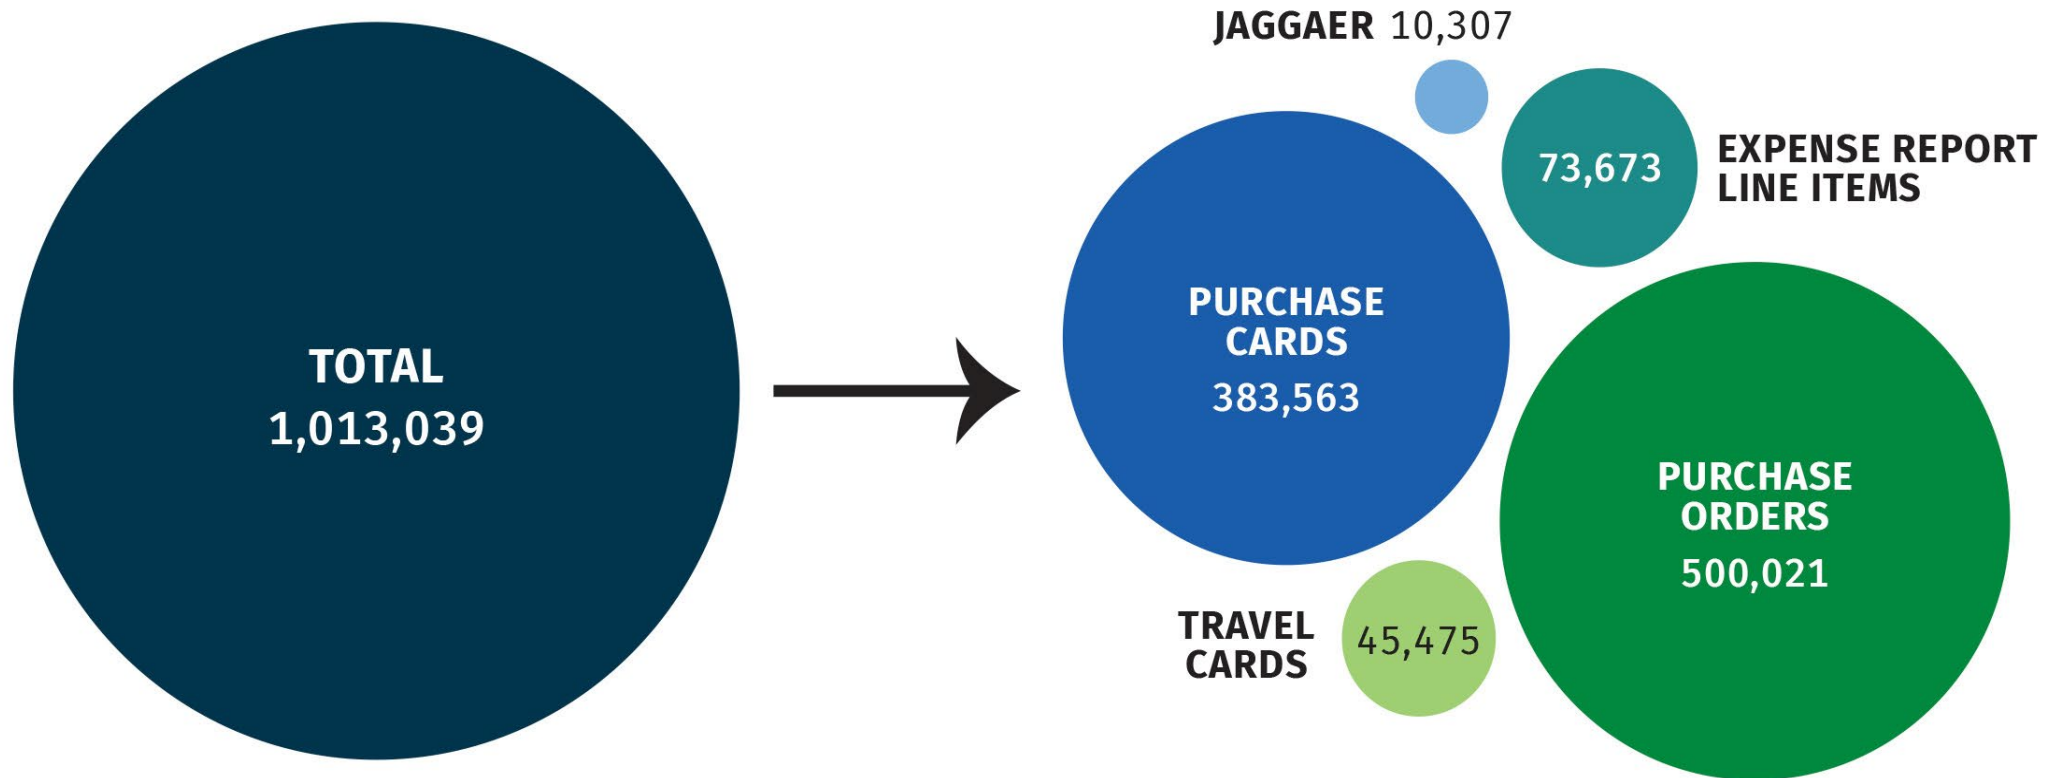 TOTAL
1,013,039
JAGGAER 10,307
73,673
EXPENSE REPORT
LINE ITEMS
PURCHASE
CARDS
383,563
PURCHASE
ORDERS
500,021
TRAVEL
CARDS
45,475